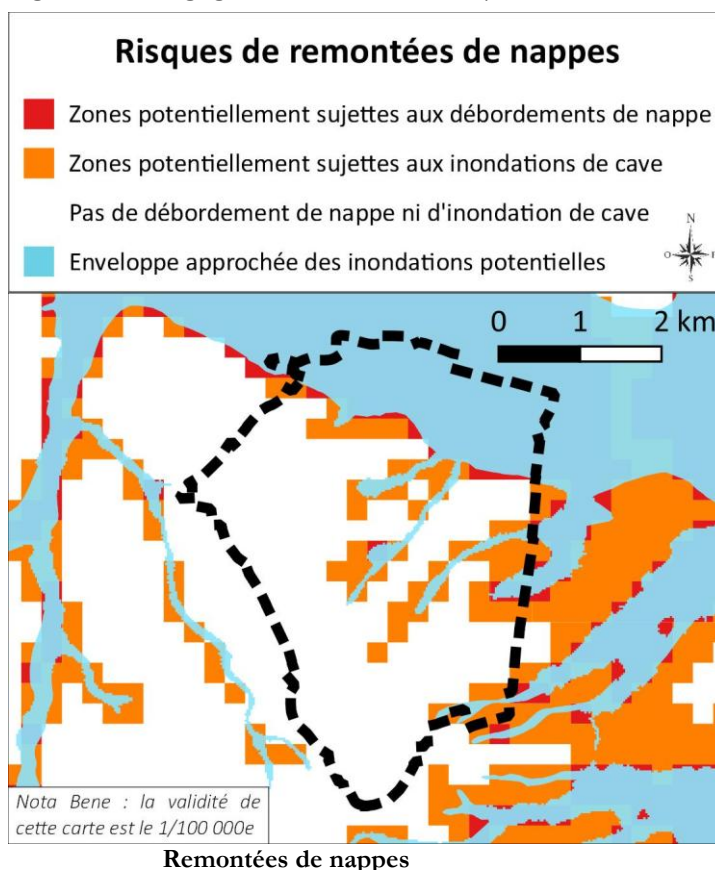 Risques de remontées de nappes
Zones potentiellement sujettes aux débordements de nappe
Zones potentiellement sujettes aux inondations de cave
Pas de débordement de nappe ni d'inondation de cave
Enveloppe approchée des inondations potentielles
N
O E
S
0 1 2 km
Nota Bene : la validité de
cette carte est le 1/100 000e
Remontées de nappes